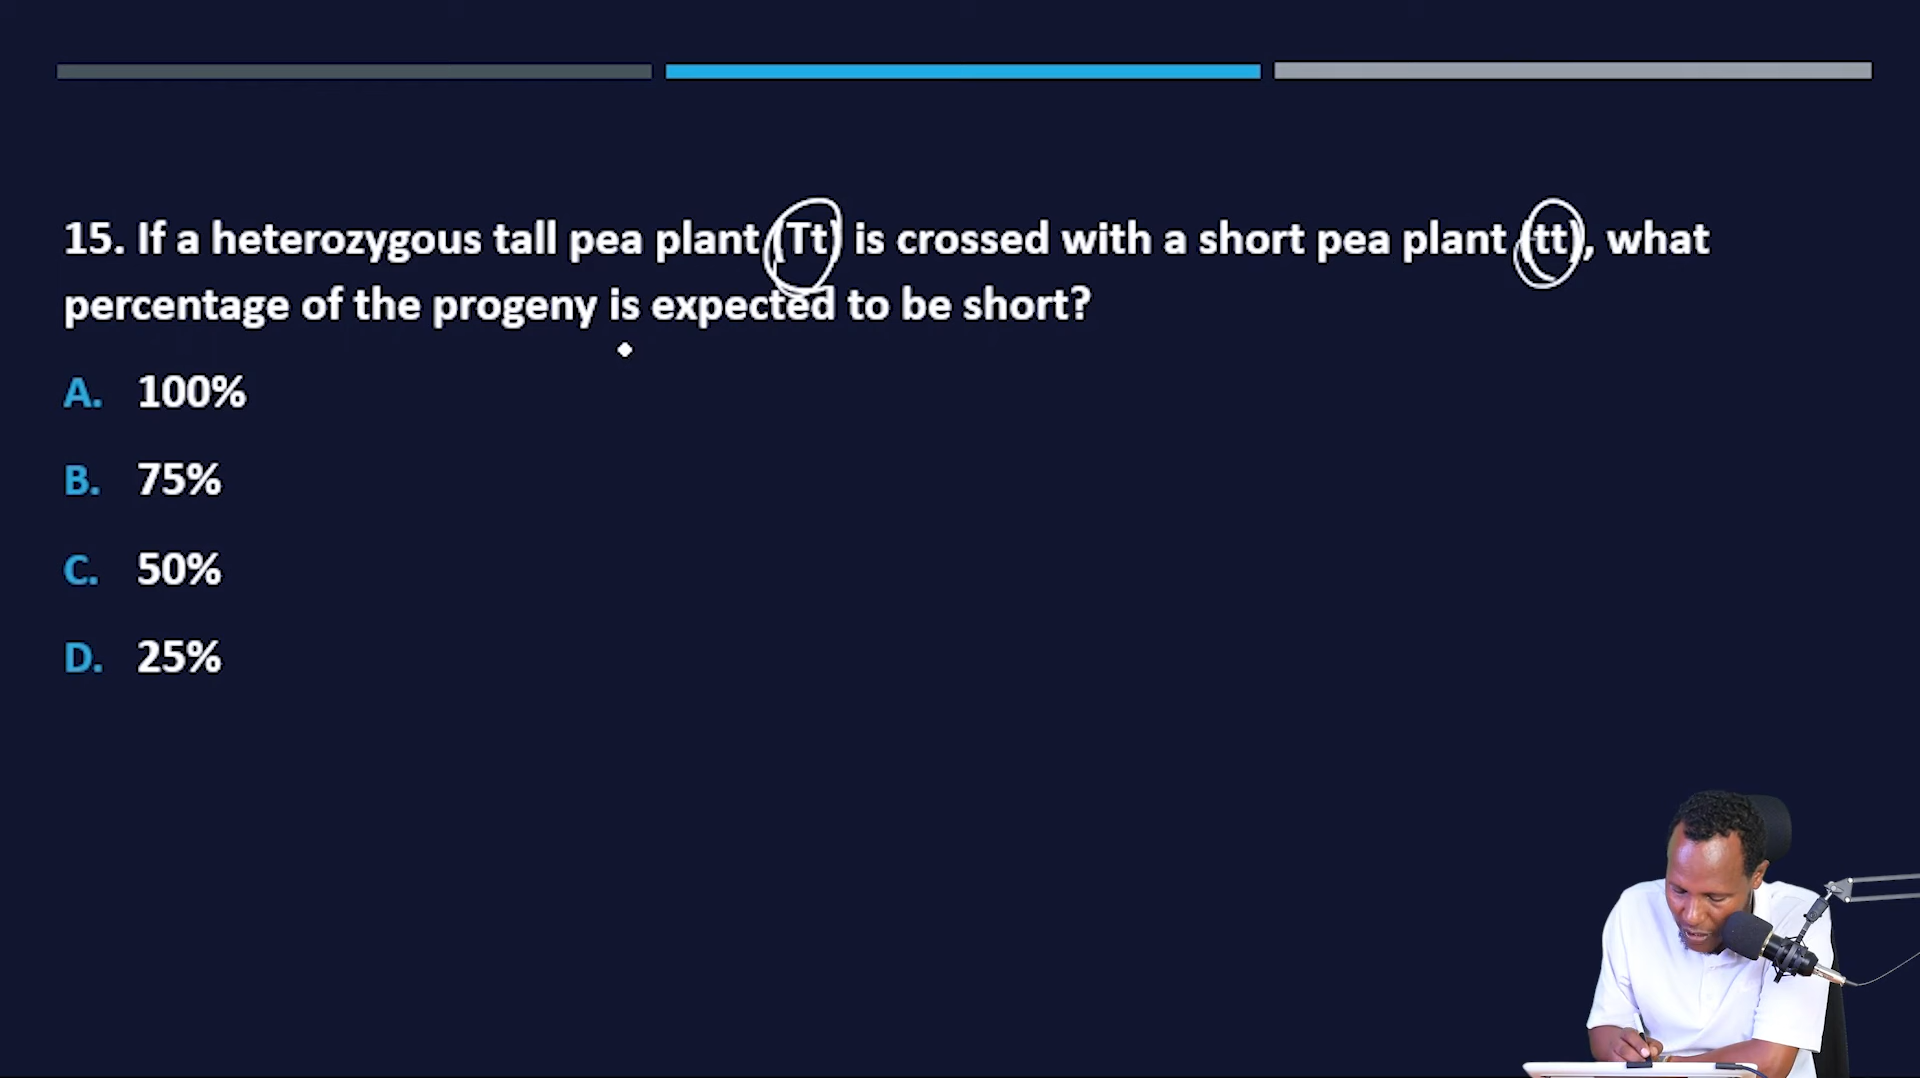 15. If a heterozygous tall pea plant (Tt) is crossed with a short pea plant (tt), what
percentage of the progeny is expected to be short?
A. 100%
B. 75%
C. 50%
D. 25%